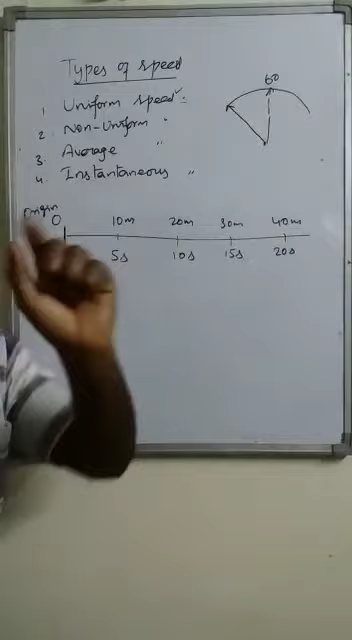 Types of speed
60
1. Uniform speed :
2. Non-Uniform "
3. Average "
4. Instantaneous "
Origin
0 10m 20m 30m 40m
5s 10s 15s 20s